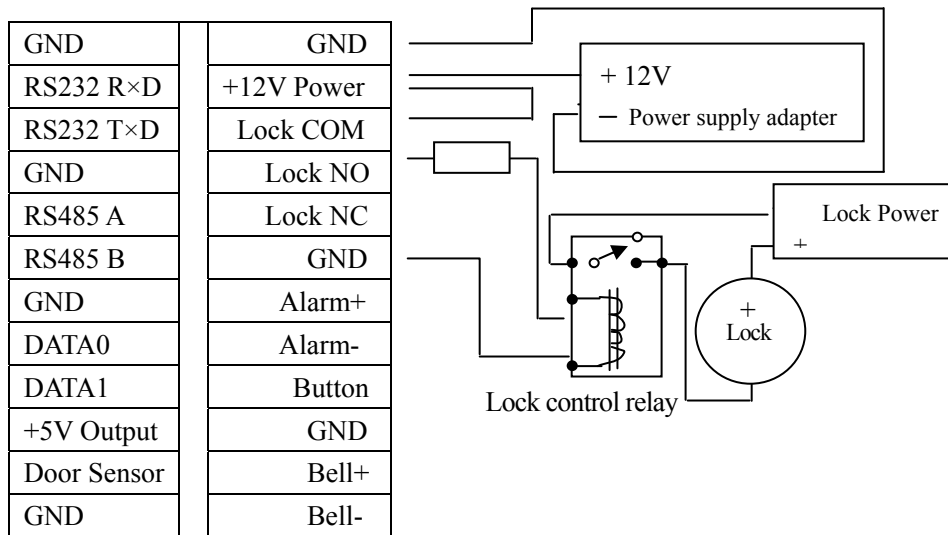 GND GND
RS232 R×D +12V Power
RS232 T×D Lock COM
GND Lock NO
RS485 A Lock NC
RS485 B GND
GND Alarm+
DATA0 Alarm-
DATA1 Button
+5V Output GND
Door Sensor Bell+
GND Bell-
+ 12V
− Power supply adapter
Lock Power
+
+
Lock
Lock control relay